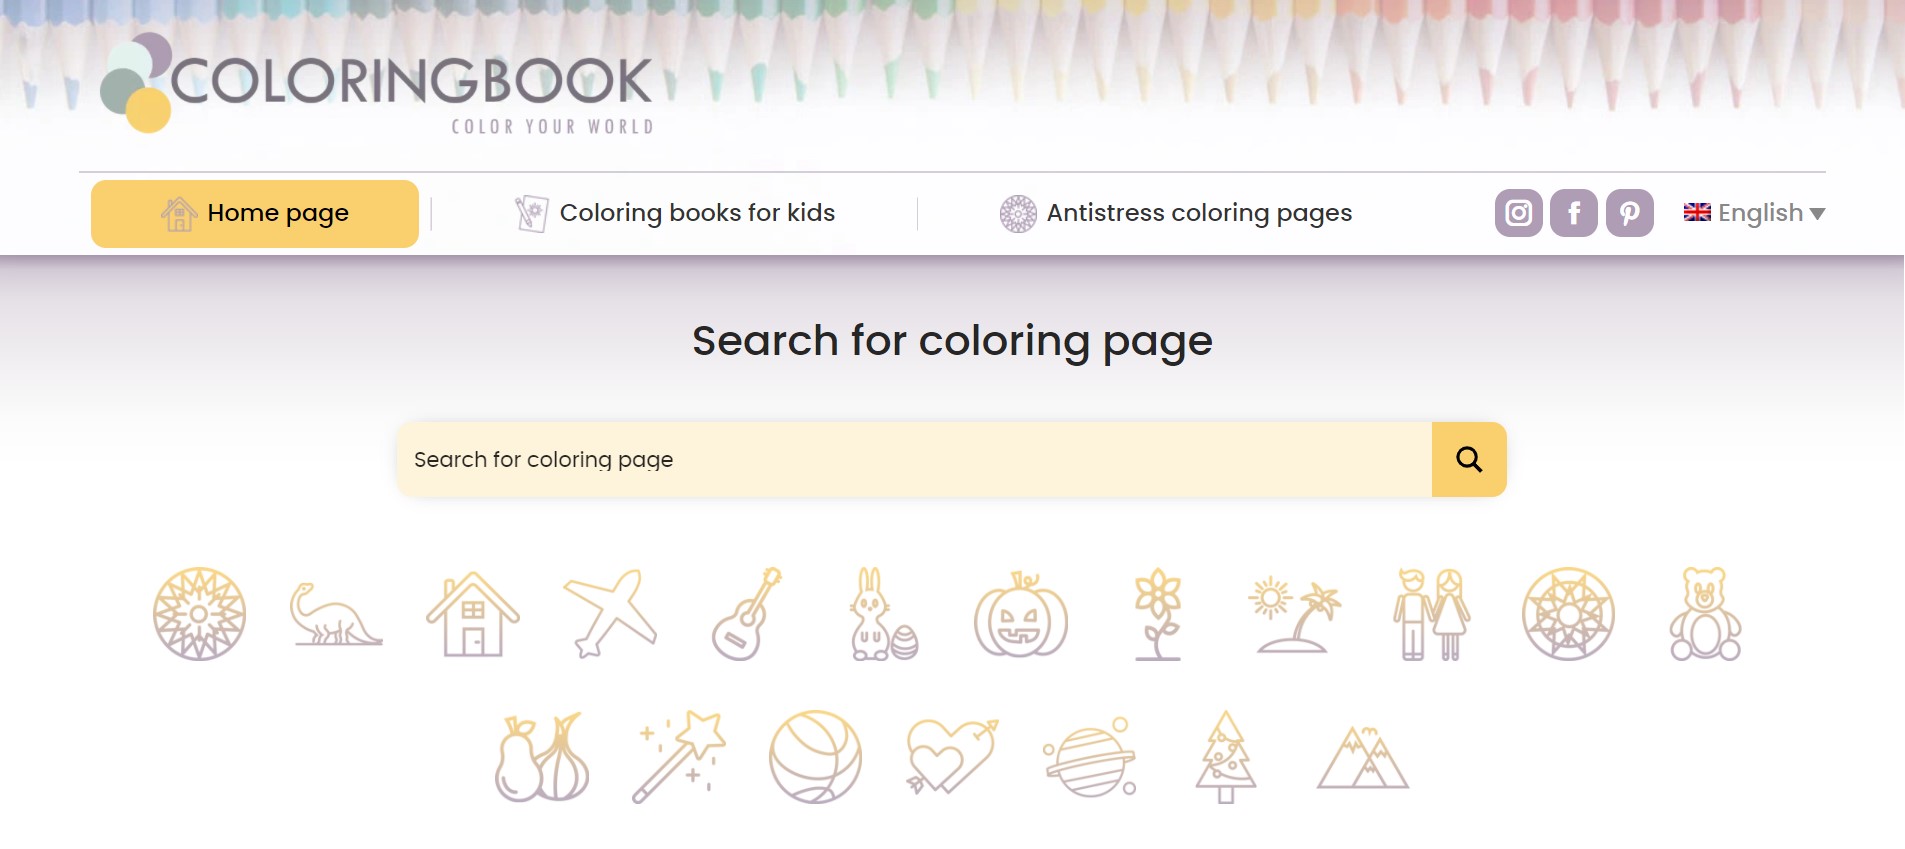 COLORINGBOOK
COLOR YOUR WORLD
Home page
Coloring books for kids
Antistress coloring pages
English
Search for coloring page
Search for coloring page